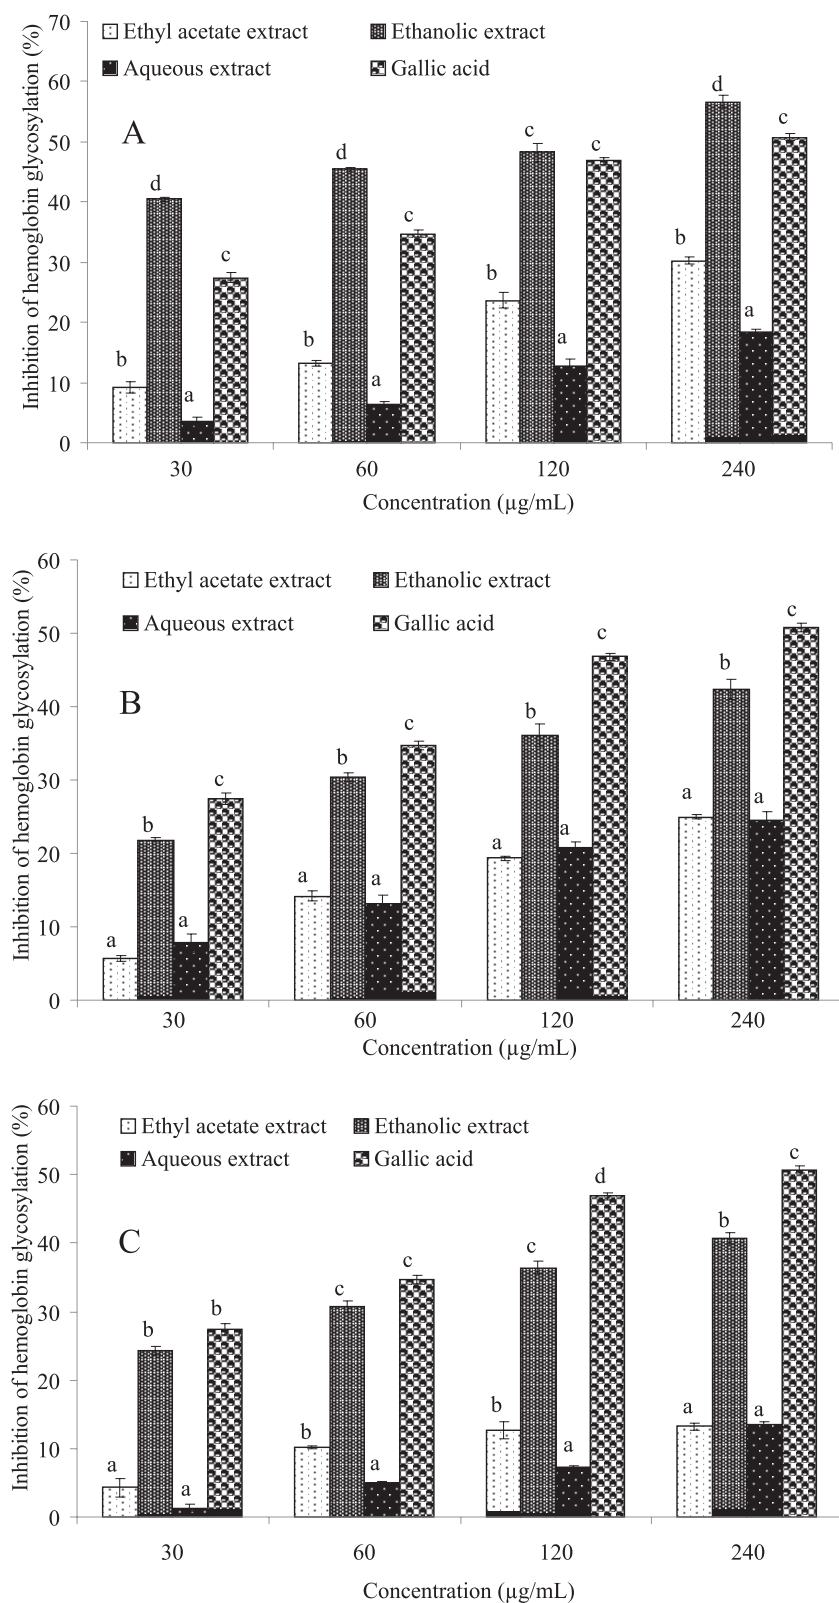 Inhibition of hemoglobin glycosylation (%)
70
60
50
40
30
20
10
0
Ethyl acetate extract Ethanolic extract
Aqueous extract Gallic acid
A
b d a c
b d a c
b c a c
b d a c
30 60 120 240
Concentration (µg/mL)
Inhibition of hemoglobin glycosylation (%)
60
50
40
30
20
10
0
Ethyl acetate extract Ethanolic extract
Aqueous extract Gallic acid
B
a b a c
a b a c
a b a c
a b a c
30 60 120 240
Concentration (µg/mL)
Inhibition of hemoglobin glycosylation (%)
60
50
40
30
20
10
0
Ethyl acetate extract Ethanolic extract
Aqueous extract Gallic acid
C
a b a b
b c a c
b c a d
a b a c
30 60 120 240
Concentration (µg/mL)